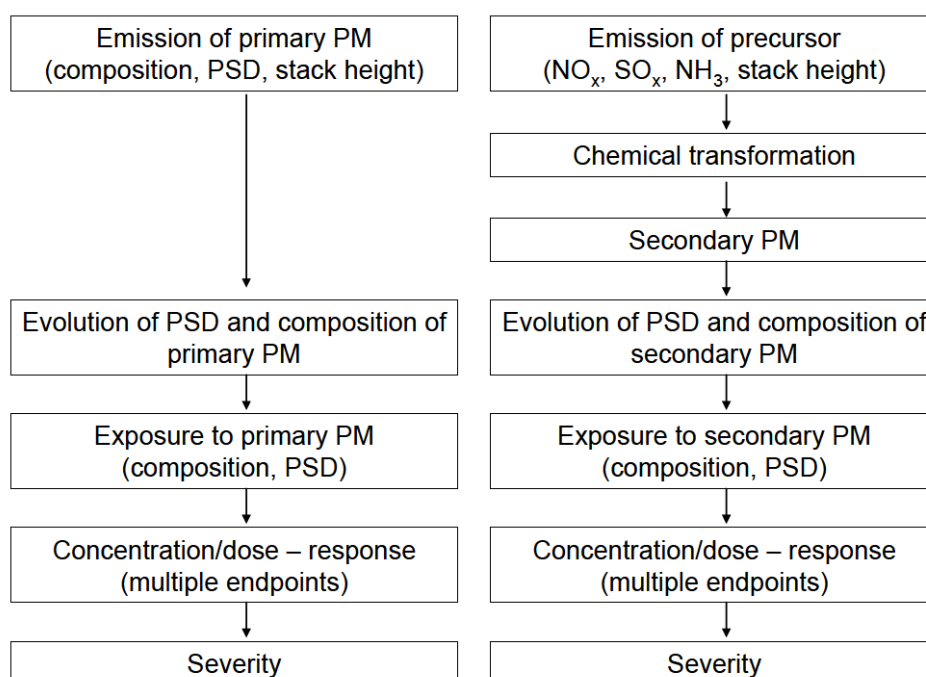 Emission of primary PM
(composition, PSD, stack height)
Evolution of PSD and composition of
primary PM
Exposure to primary PM
(composition, PSD)
Concentration/dose – response
(multiple endpoints)
Severity
Emission of precursor
(NOx, SOx, NH3, stack height)
Chemical transformation
Secondary PM
Evolution of PSD and composition of
secondary PM
Exposure to secondary PM
(composition, PSD)
Concentration/dose – response
(multiple endpoints)
Severity